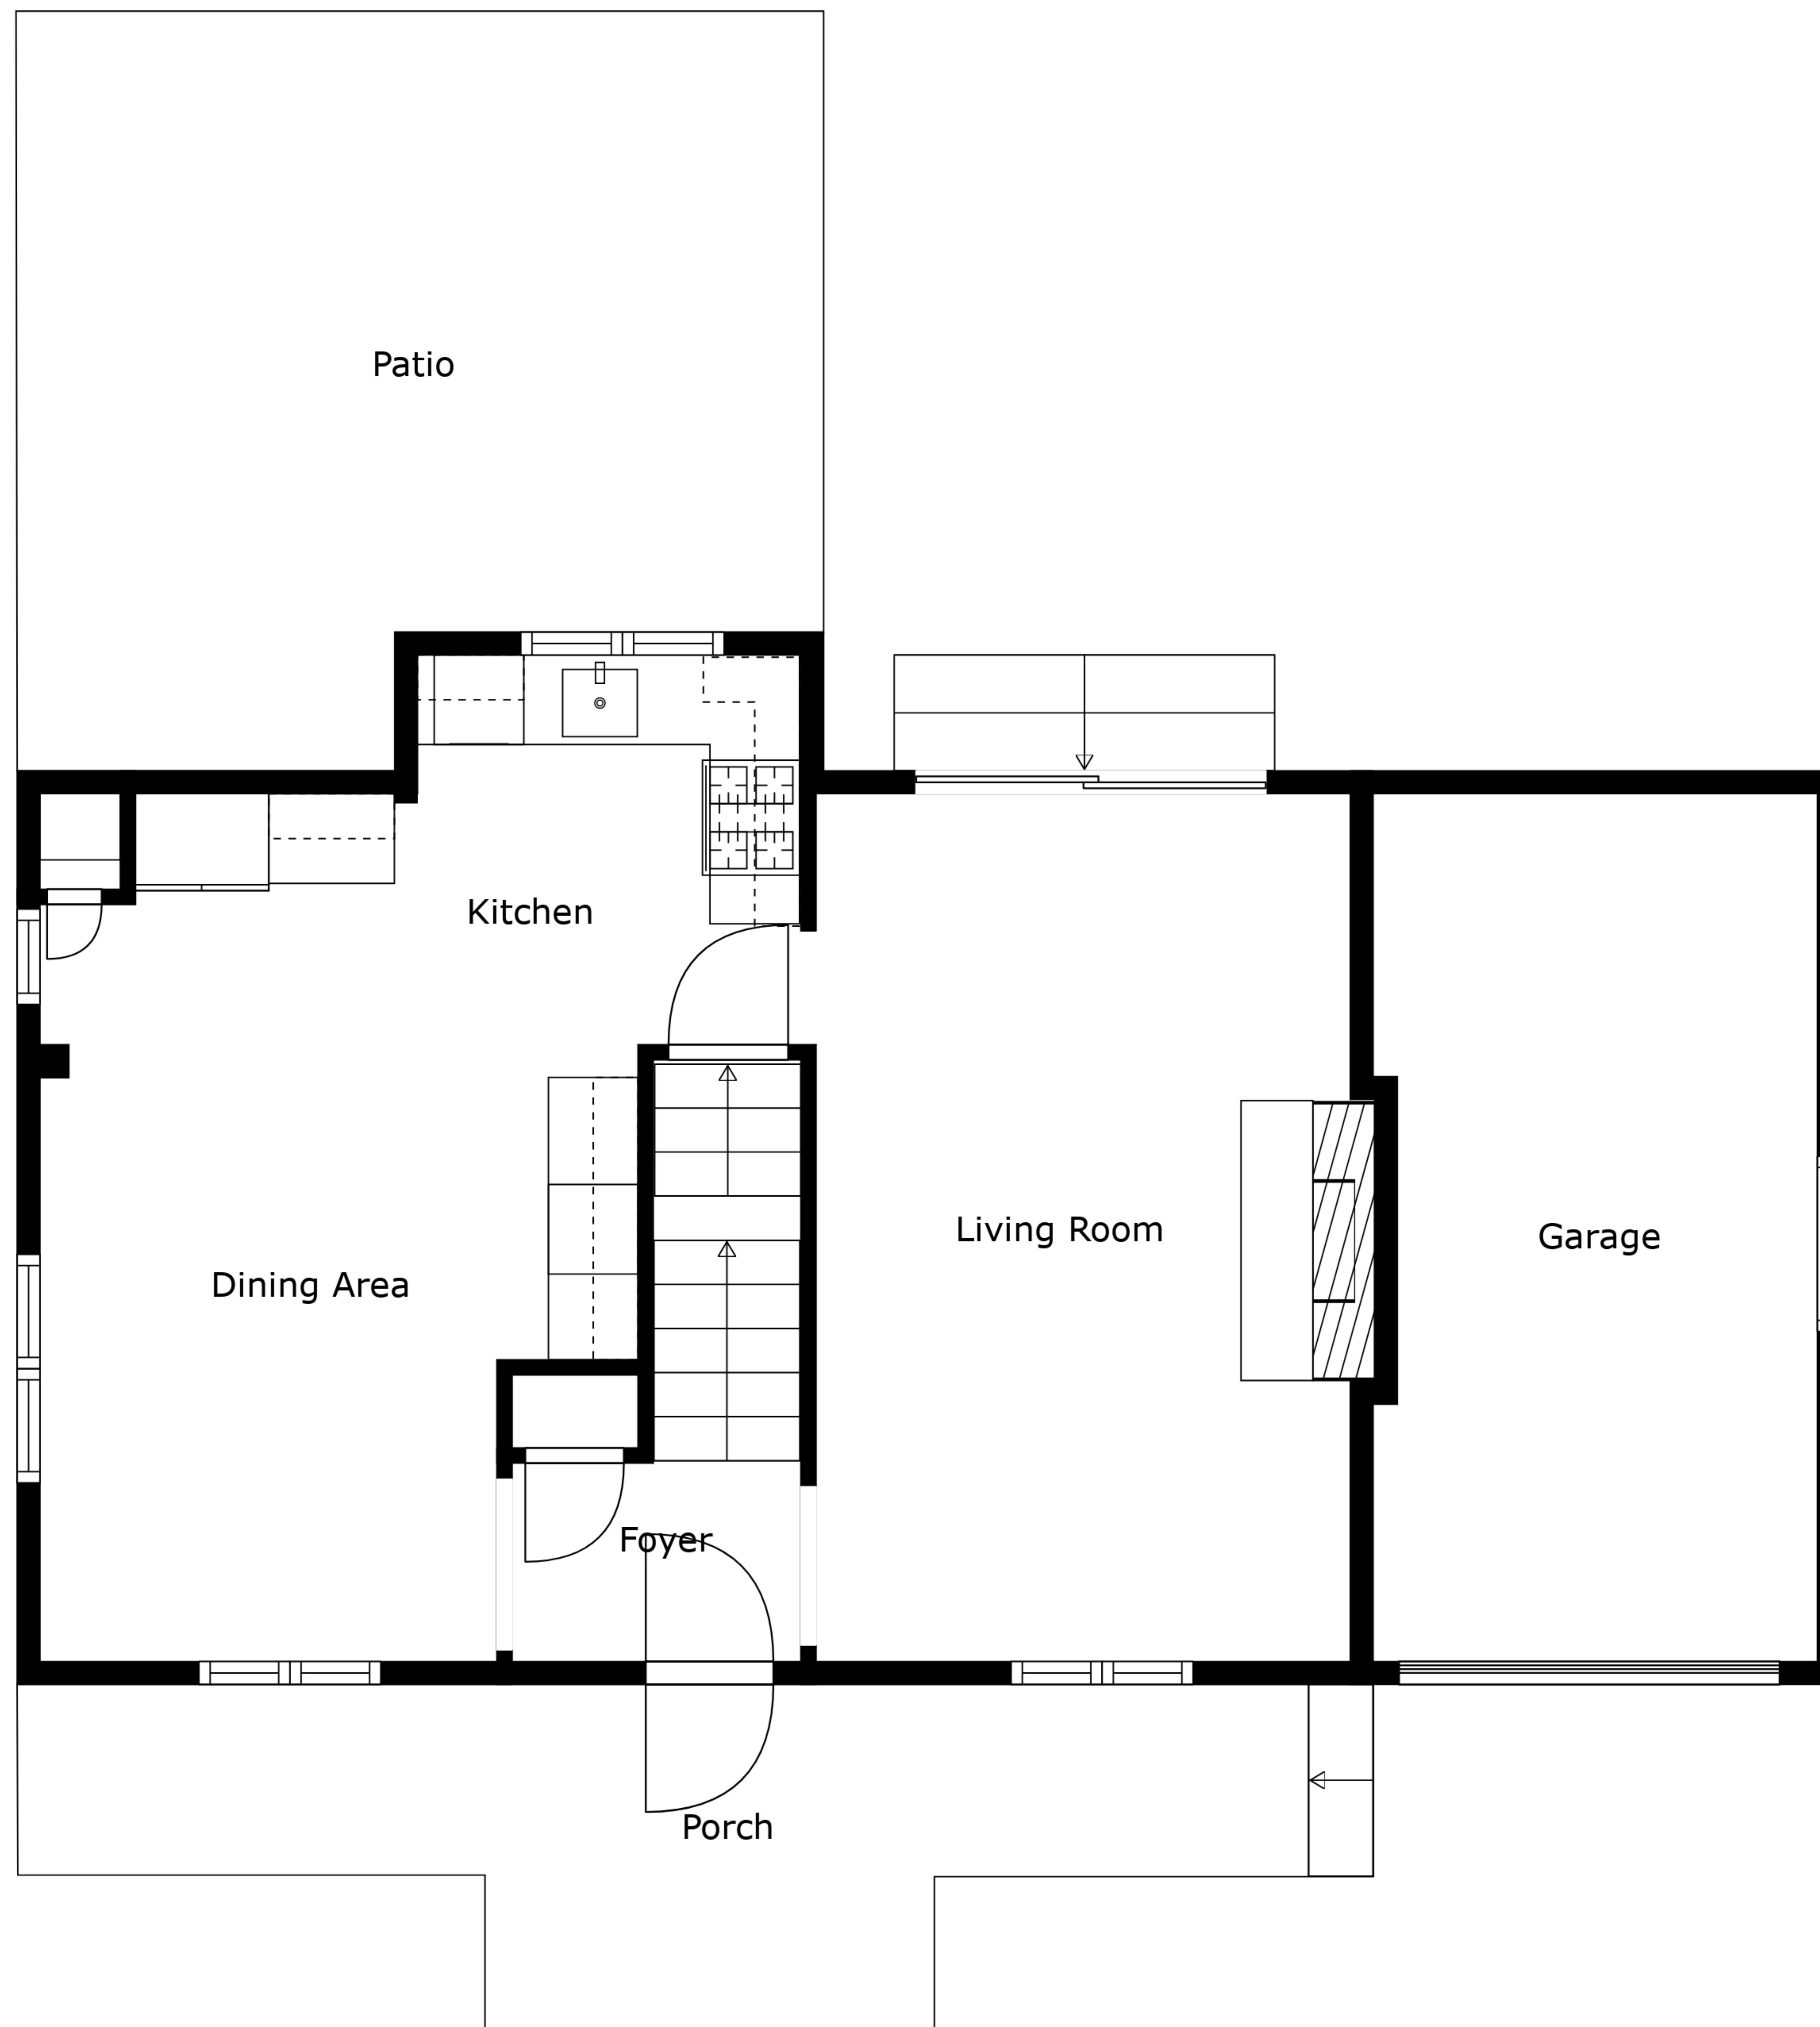 Patio
Kitchen
Living Room
Garage
Dining Area
Foyer
Porch